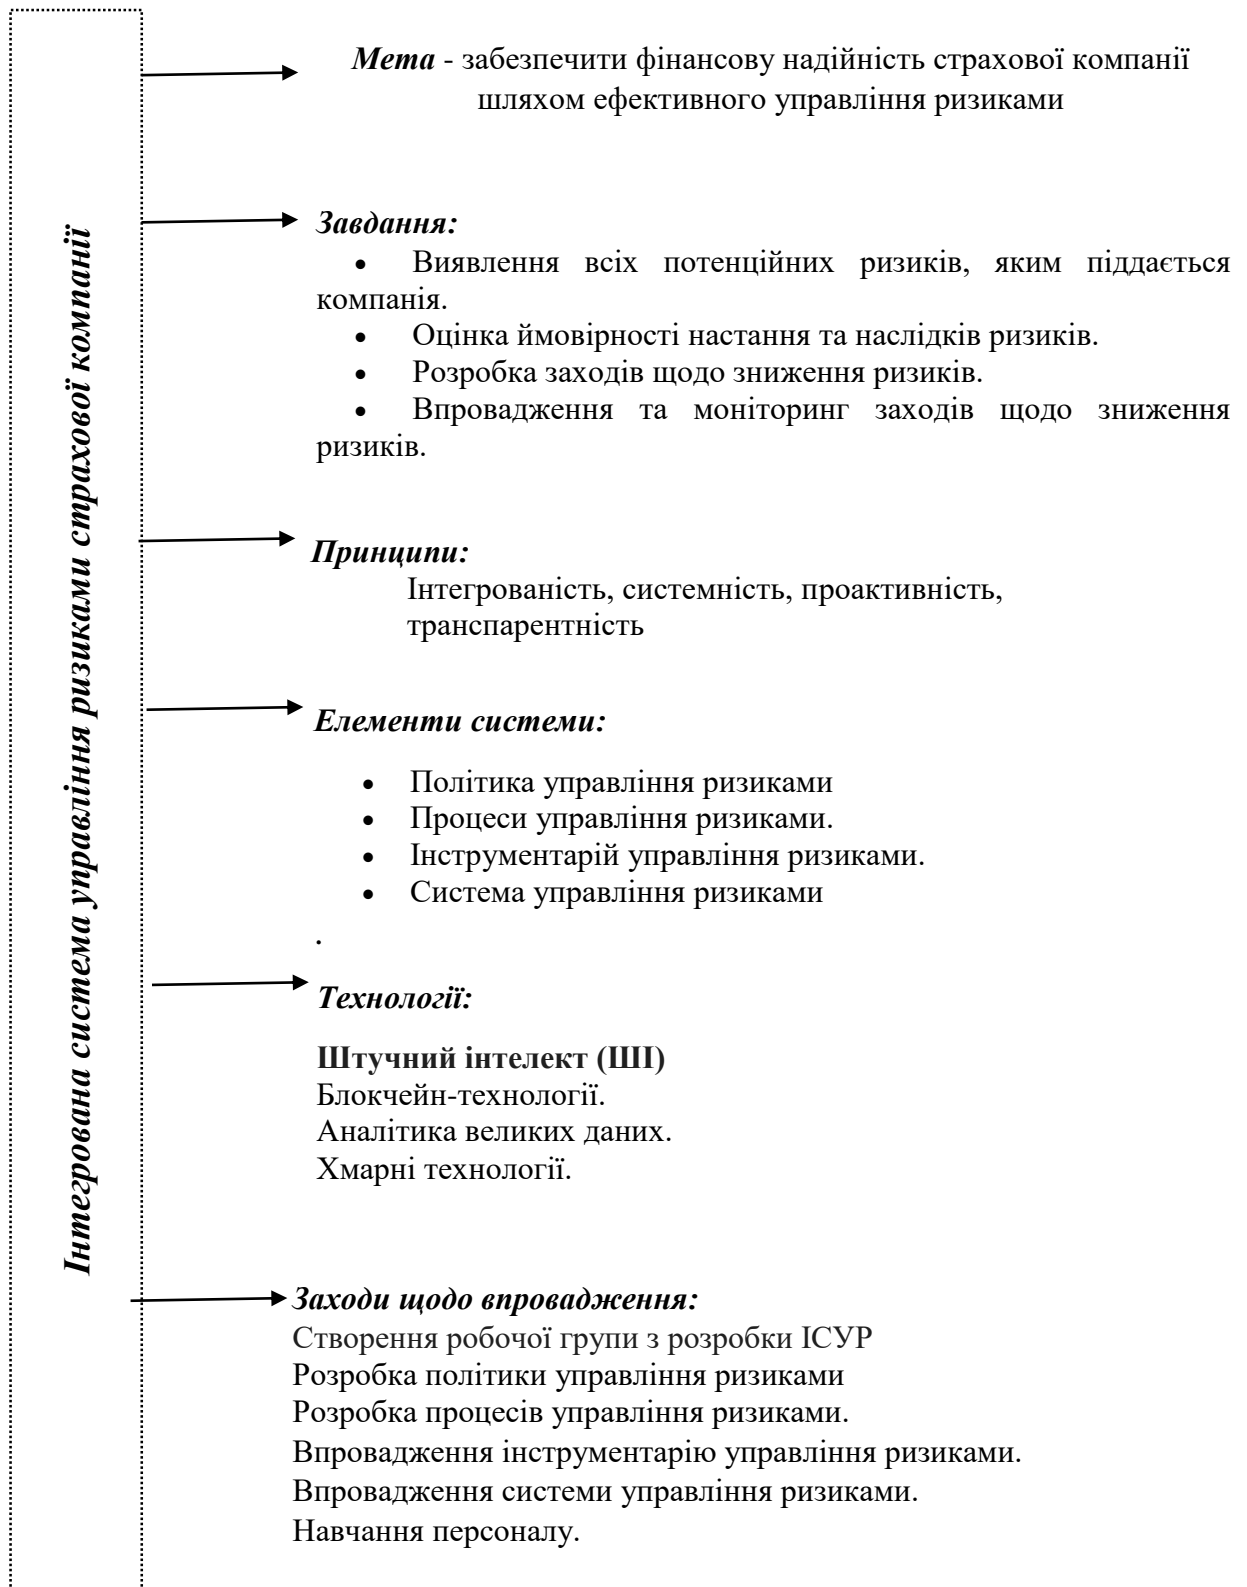 Інтегрована система управління ризиками страхової компанії
Мета - забезпечити фінансову надійність страхової компанії
шляхом ефективного управління ризиками
Завдання:
• Виявлення всіх потенційних ризиків, яким піддається
компанія.
• Оцінка ймовірності настання та наслідків ризиків.
• Розробка заходів щодо зниження ризиків.
• Впровадження та моніторинг заходів щодо зниження
ризиків.
Принципи:
Інтегрованість, системність, проактивність,
транспарентність
Елементи системи:
• Політика управління ризиками
• Процеси управління ризиками.
• Інструментарій управління ризиками.
• Система управління ризиками
.
Технології:
Штучний інтелект (ШІ)
Блокчейн-технології.
Аналітика великих даних.
Хмарні технології.
Заходи щодо впровадження:
Створення робочої групи з розробки ІСУР
Розробка політики управління ризиками
Розробка процесів управління ризиками.
Впровадження інструментарію управління ризиками.
Впровадження системи управління ризиками.
Навчання персоналу.